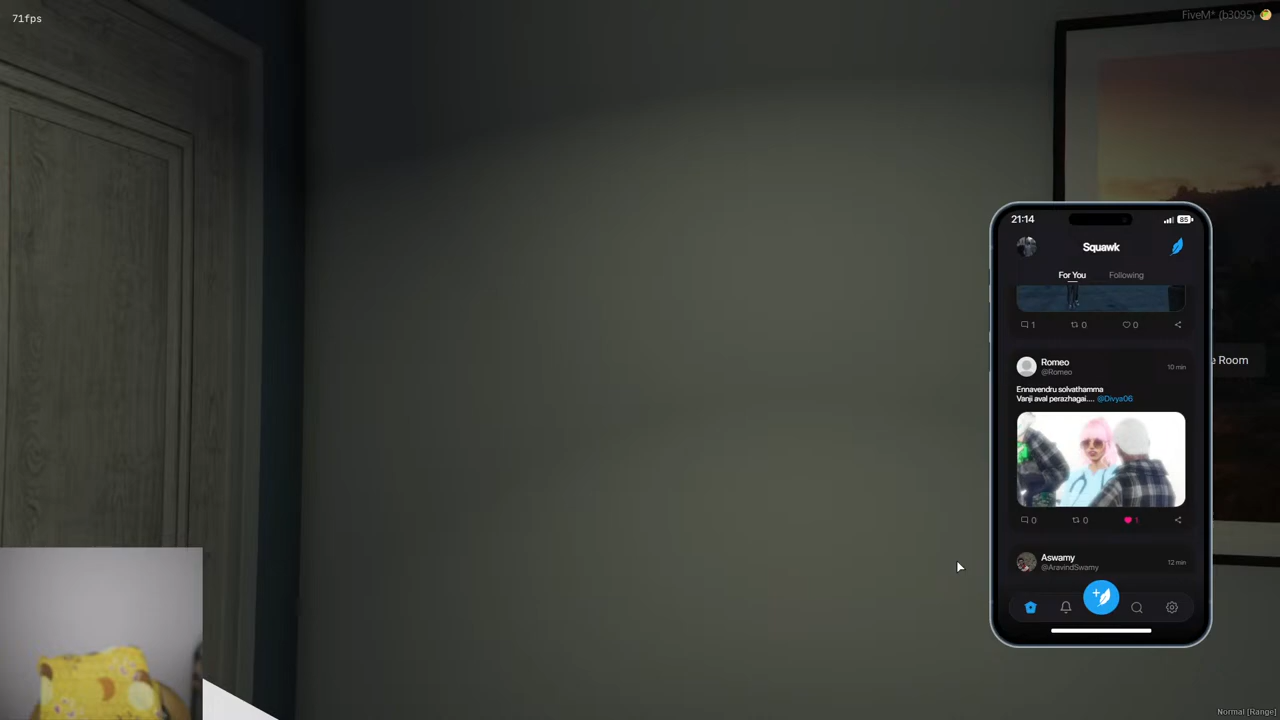 71fps
FiveM* (b3095)
21:14
85
Squawk
For You
Following
1
0
0
Romeo
10 min
@Romeo
Ennavendru solvathamma
Vanji aval perazhagai.... @Divya06
0
0
1
Aswamy
12 min
@AravindSwamy
Room
Normal [Range]